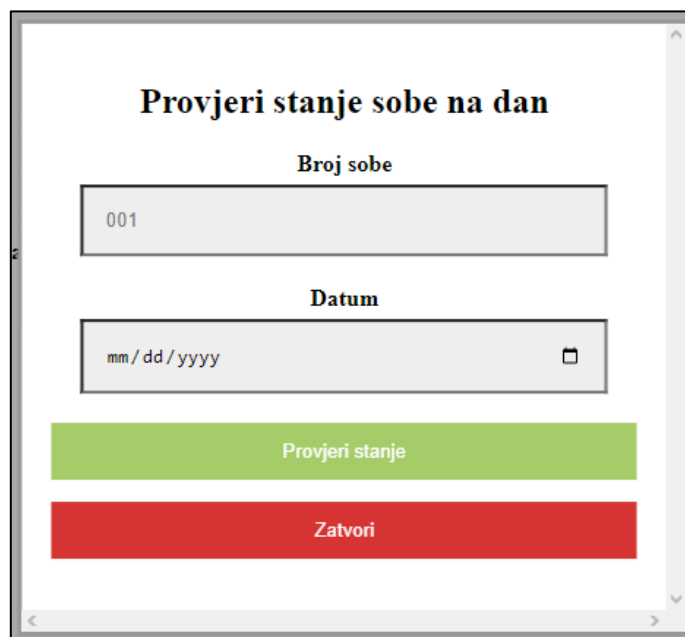 Provjeri stanje sobe na dan
Broj sobe
001
Datum
mm/dd/yyyy
Provjeri stanje
Zatvori